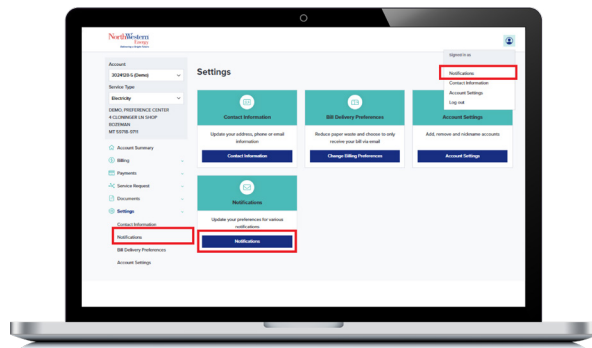 NorthWestern
Energy
Signed in as
Notifications
Contact Information
Account Settings
Log out
Account
2024128-5 (Demo)
Service Type
Electricity
DEMO, PREFERENCE CENTER
4 CLONINGER LN SHOP
BOZEMAN
Account Summary
Billing
Payments
Service Request
Documents
Settings
Contact Information
Notifications
Bill Delivery Preferences
Account Settings
Settings
Contact Information
Update your address, phone or email
information
Contact Information
Bill Delivery Preferences
Reduce paper waste and choose to only
receive your bill via email
Change Billing Preferences
Account Settings
Add, remove and nickname accounts
Account Settings
Notifications
Update your preferences for various
notifications
Notifications